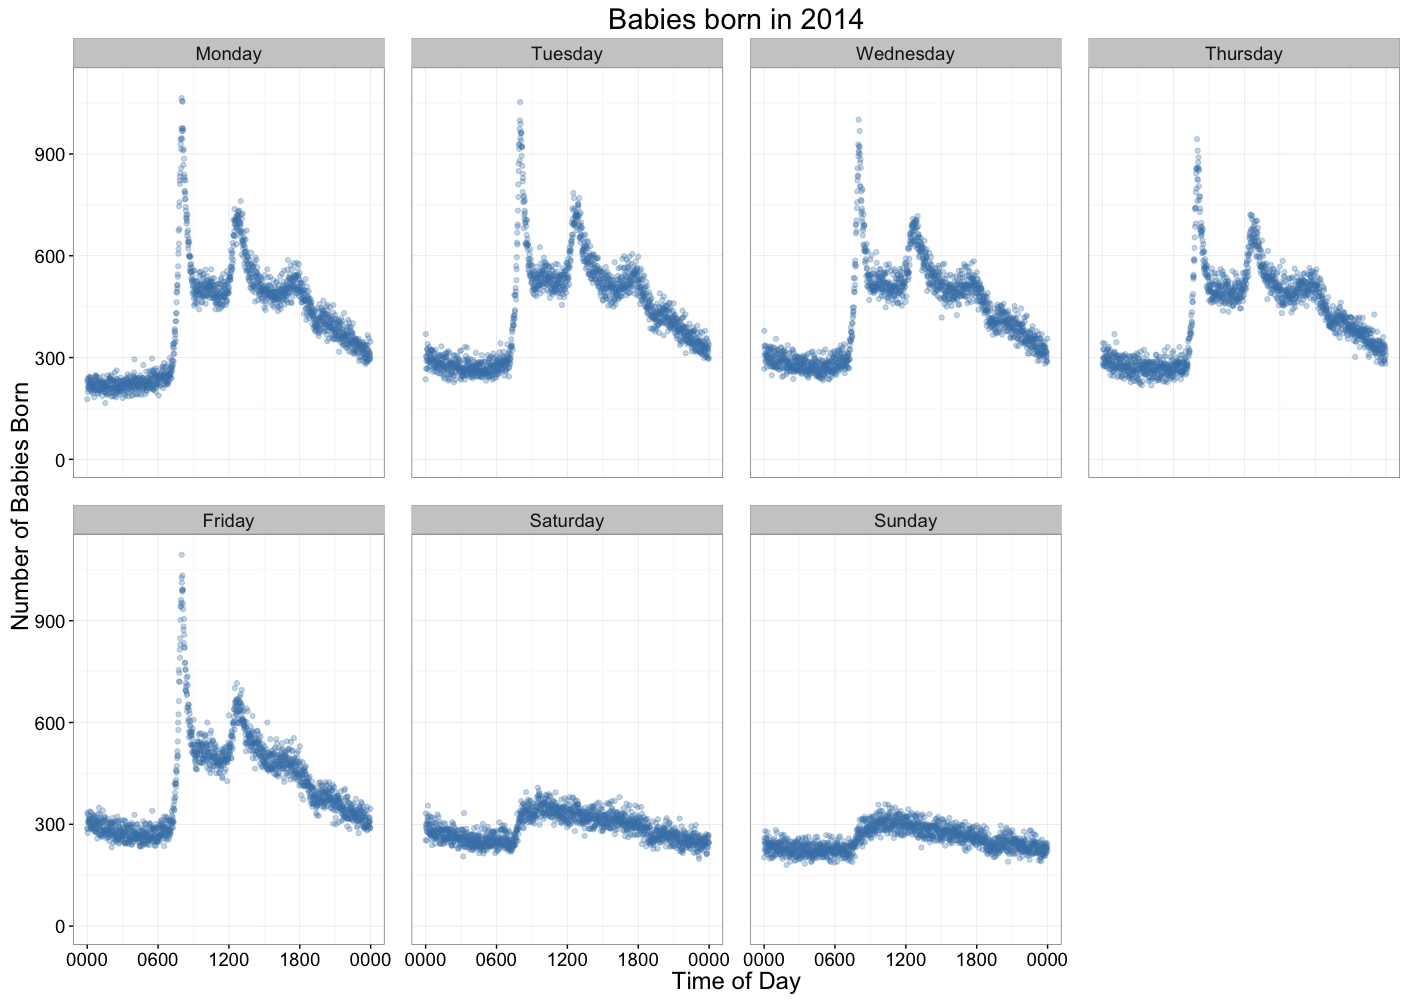 Babies born in 2014
Monday Tuesday Wednesday Thursday
900
600
300
0
Number of Babies Born
Friday Saturday Sunday
900
600
300
0
0000 0600 1200 1800 0000 0000 0600 1200 1800 0000 0000 0600 1200 1800 0000
Time of Day